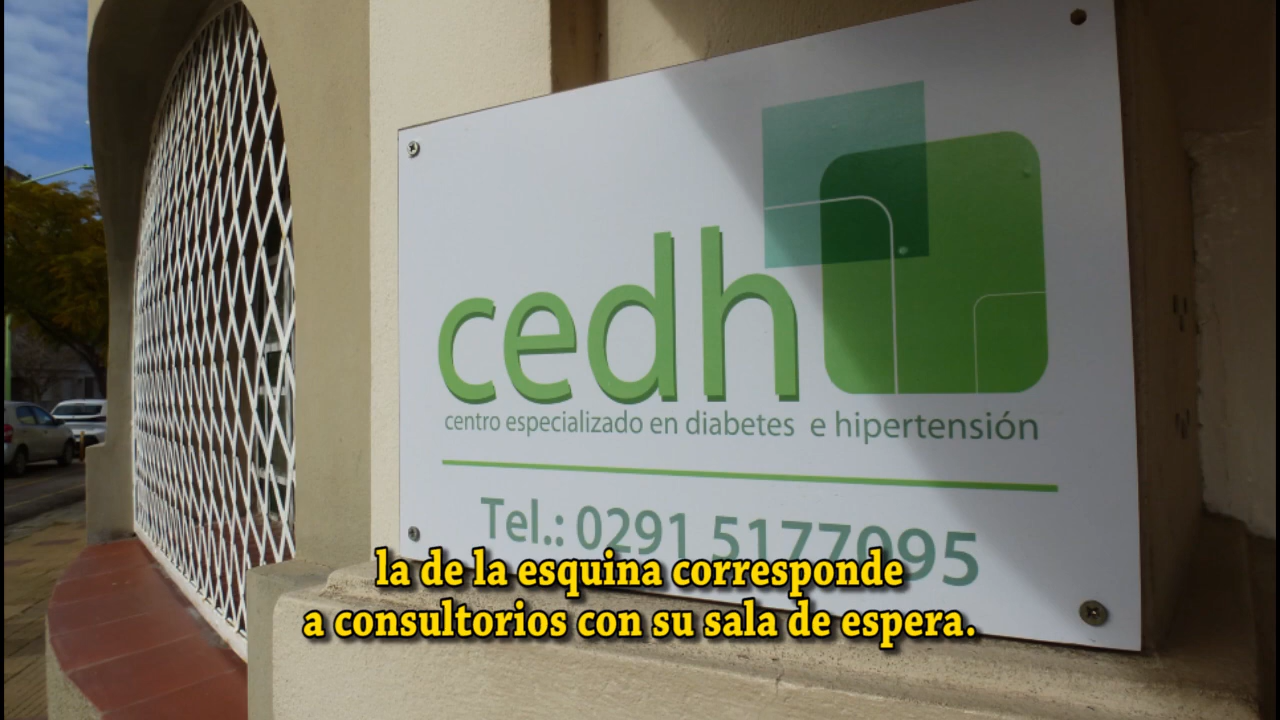 cedh
centro especializado en diabetes e hipertensión
Tel.: 0291 5177095
la de la esquina corresponde
a consultorios con su sala de espera.